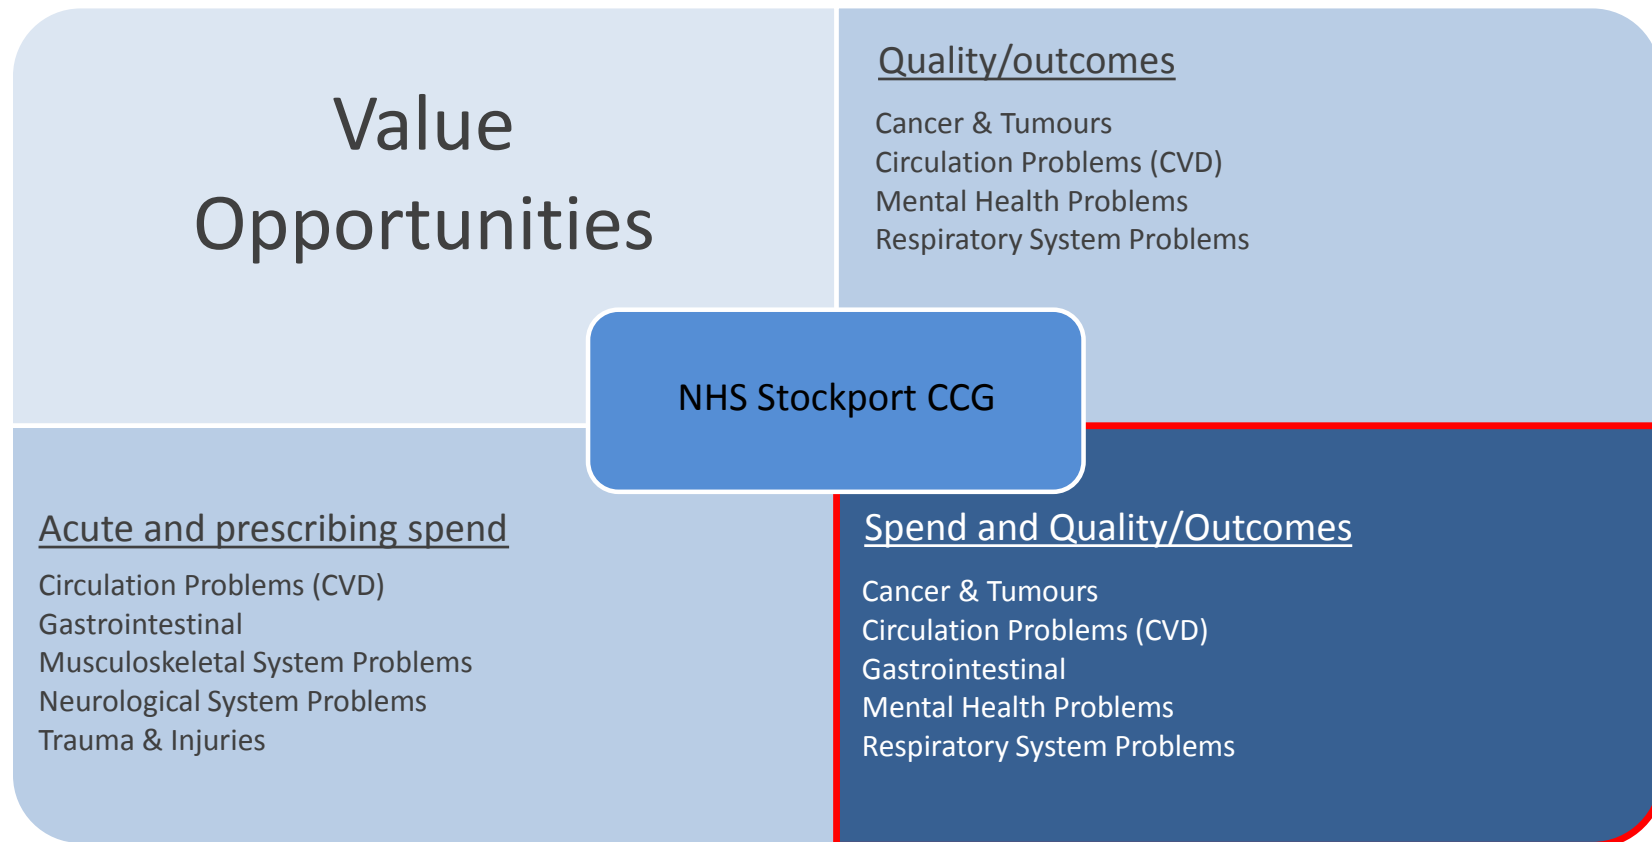 Value
Opportunities
Quality/outcomes
Cancer & Tumours
Circulation Problems (CVD)
Mental Health Problems
Respiratory System Problems
NHS Stockport CCG
Acute and prescribing spend
Circulation Problems (CVD)
Gastrointestinal
Musculoskeletal System Problems
Neurological System Problems
Trauma & Injuries
Spend and Quality/Outcomes
Cancer & Tumours
Circulation Problems (CVD)
Gastrointestinal
Mental Health Problems
Respiratory System Problems